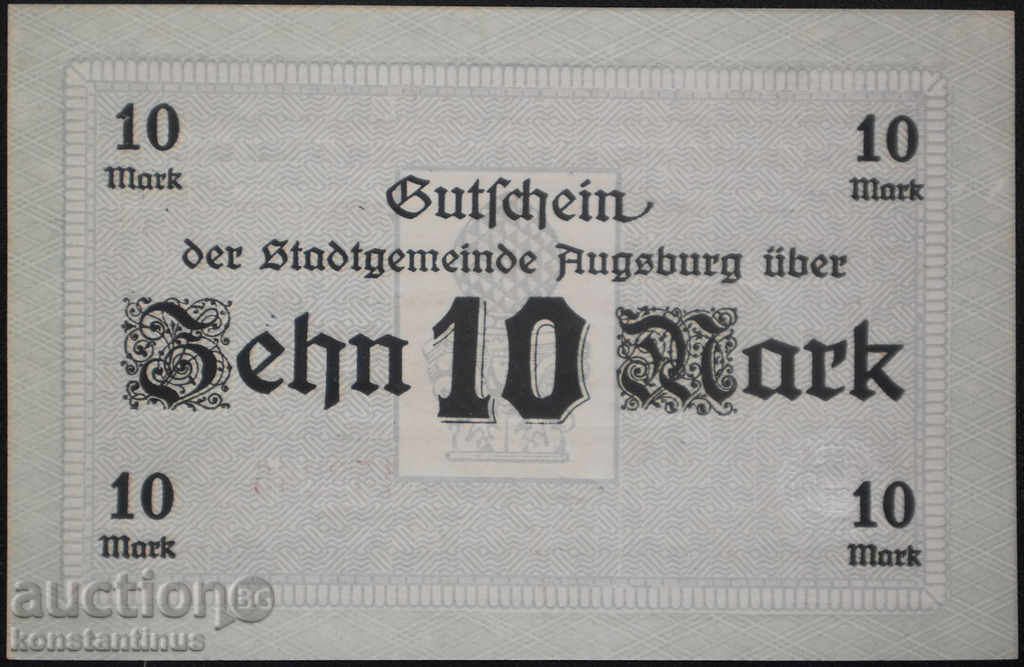 10
Mark
10
Mark
Gutschein
der Stadtgemeinde Augsburg über
Zehn 10 Mark
10
Mark
10
Mark
auction BG
konstantinus